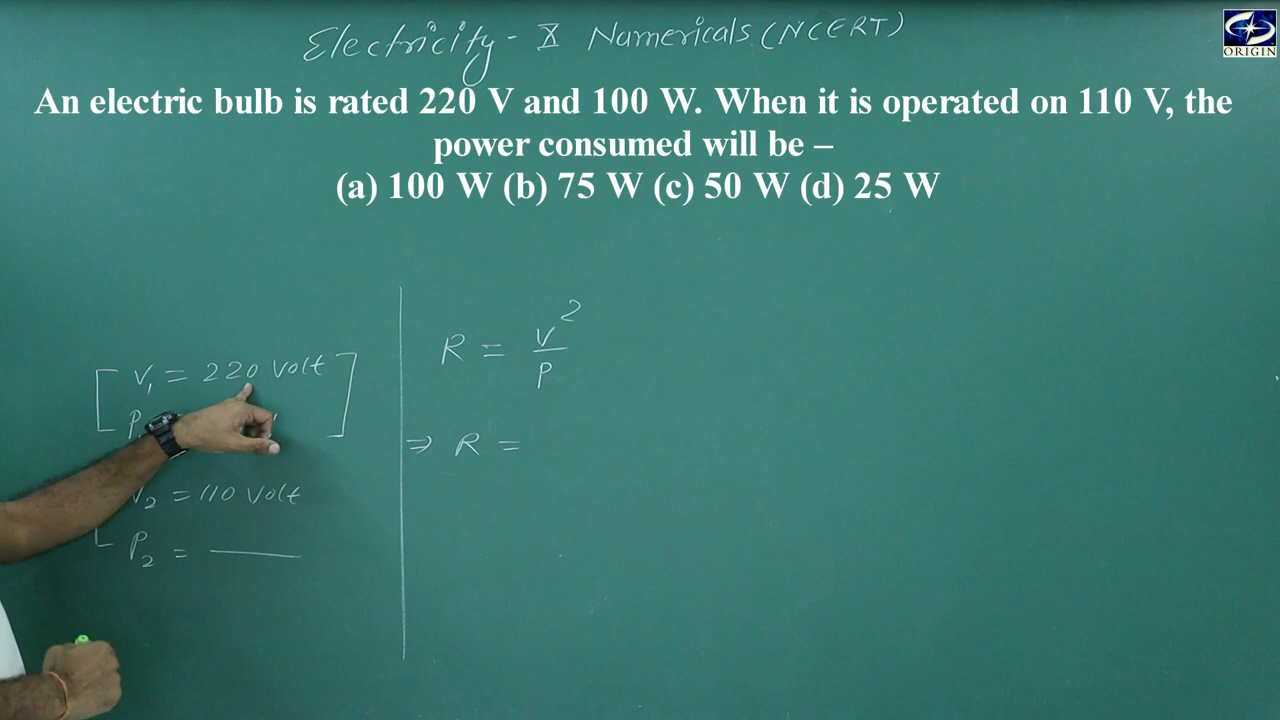 Electricity - X Numericals (NCERT)
ORIGIN
An electric bulb is rated 220 V and 100 W. When it is operated on 110 V, the
power consumed will be –
(a) 100 W (b) 75 W (c) 50 W (d) 25 W
V₁ = 220 volt
P
V₂ = 110 volt
P₂ =
R = V²/P
⇒ R =